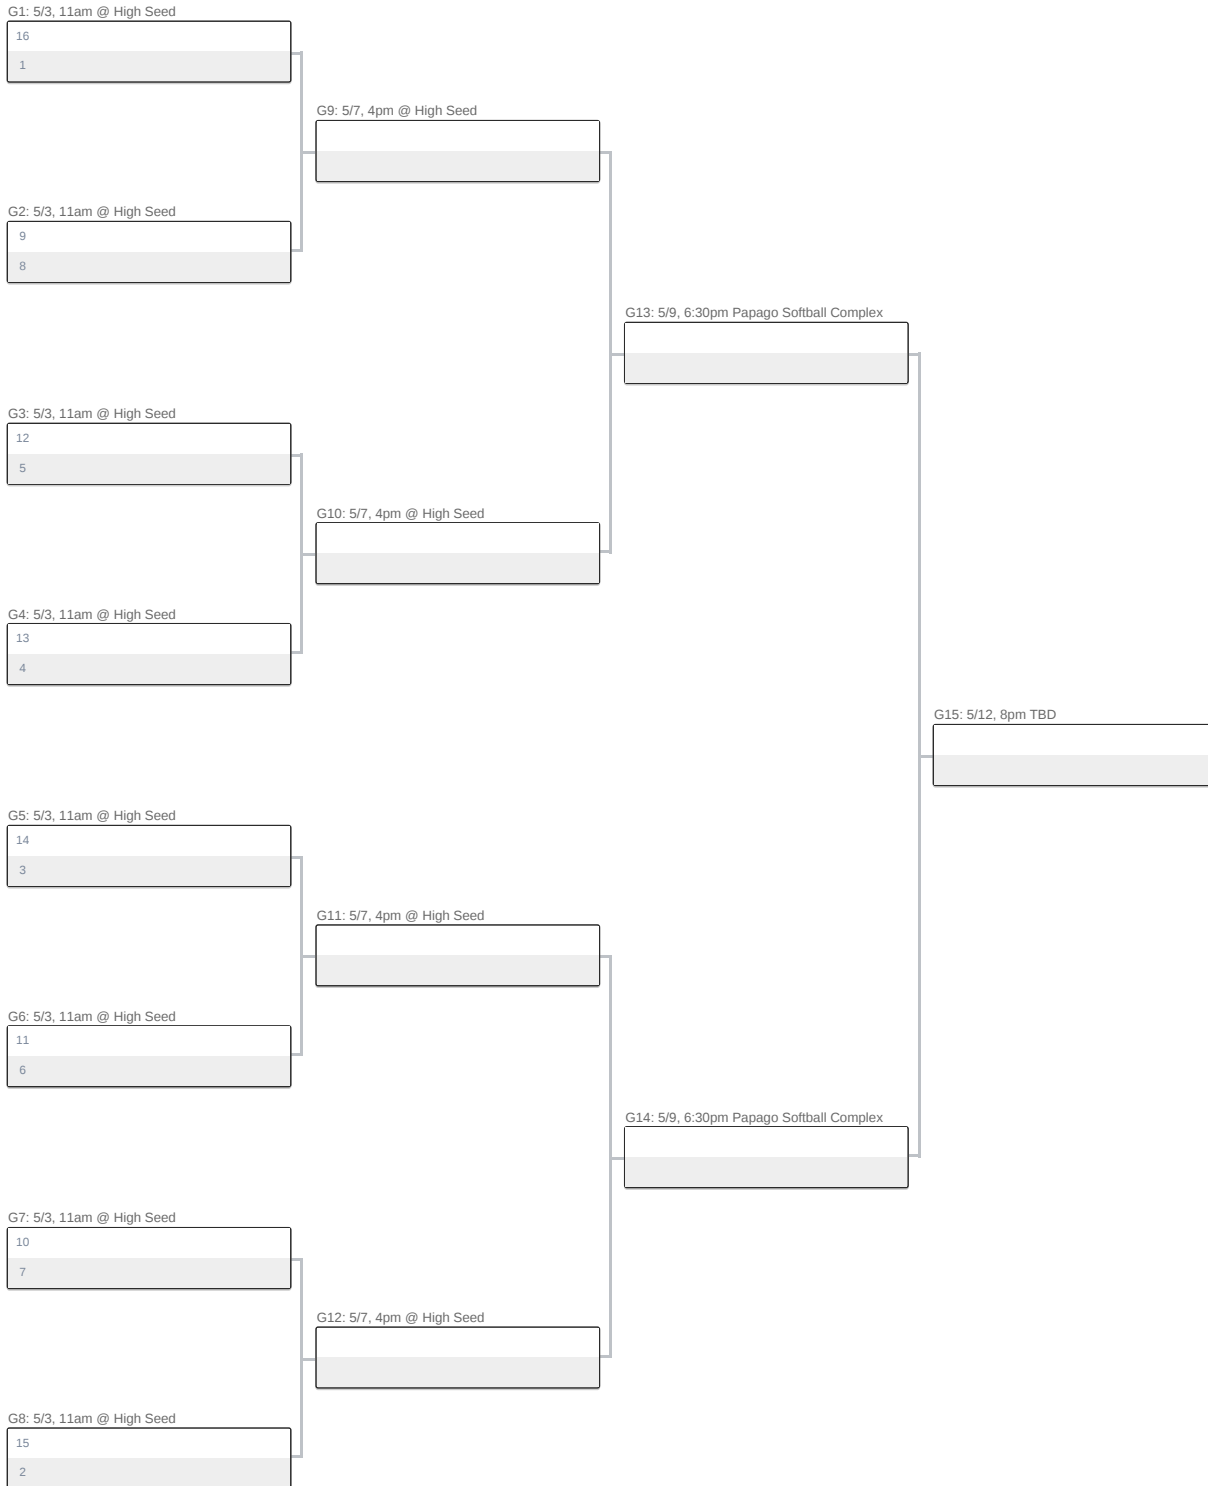 G1: 5/3, 11am @ High Seed
16
1
G9: 5/7, 4pm @ High Seed
G2: 5/3, 11am @ High Seed
9
8
G13: 5/9, 6:30pm Papago Softball Complex
G3: 5/3, 11am @ High Seed
12
5
G10: 5/7, 4pm @ High Seed
G4: 5/3, 11am @ High Seed
13
4
G15: 5/12, 8pm TBD
G5: 5/3, 11am @ High Seed
14
3
G11: 5/7, 4pm @ High Seed
G6: 5/3, 11am @ High Seed
11
6
G14: 5/9, 6:30pm Papago Softball Complex
G7: 5/3, 11am @ High Seed
10
7
G12: 5/7, 4pm @ High Seed
G8: 5/3, 11am @ High Seed
15
2